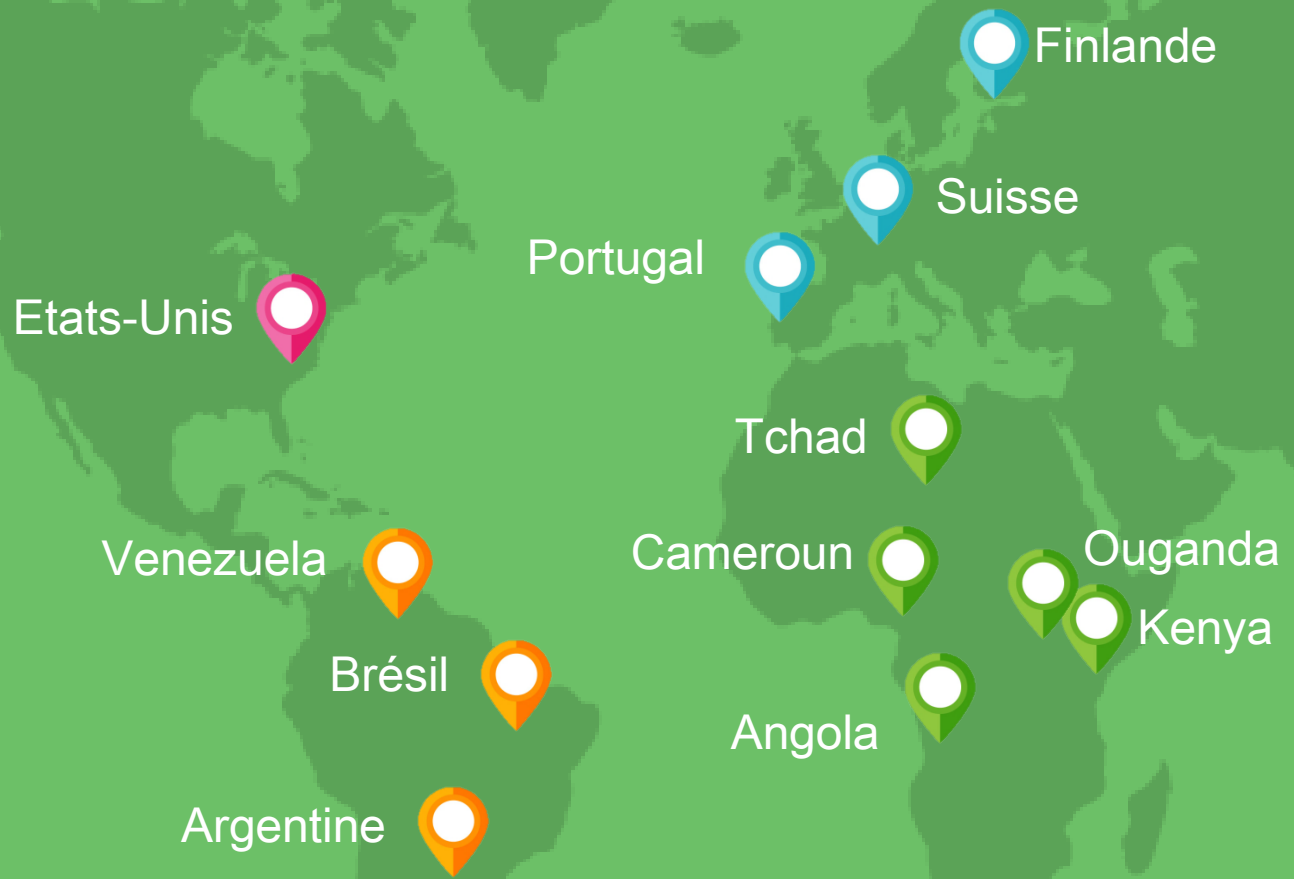 Finlande
Suisse
Portugal
Etats-Unis
Tchad
Cameroun
Ouganda
Venezuela
Kenya
Brésil
Angola
Argentine